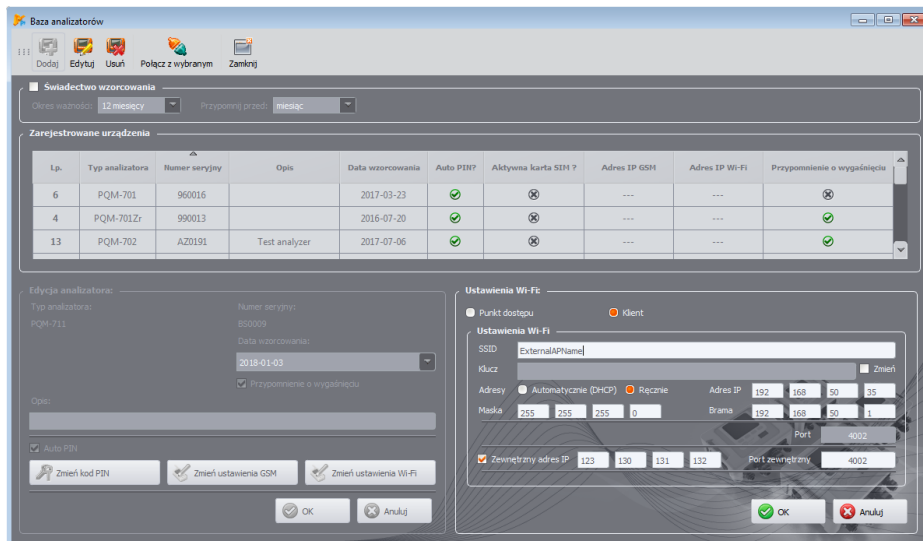 Baza analizatorów
Dodaj Edytuj Usuń Połącz z wybranym Zamknij
Świadectwo wzorcowania
Okres ważności: 12 miesięcy Przypomnij przed: miesiąc
Zarejestrowane urządzenia
Lp. Typ analizatora Numer seryjny Opis Data wzorcowania Auto PIN? Aktywna karta SIM ? Adres IP GSM Adres IP Wi-Fi Przypomnienie o wygaśnięciu
6 PQM-701 960016 2017-03-23 --- ---
4 PQM-701Zr 990013 2016-07-20 --- ---
13 PQM-702 AZ0191 Test analyzer 2017-07-06 --- ---
Edycja analizatora:
Typ analizatora: Numer seryjny:
PQM-711 BS0009
Data wzorcowania:
2018-01-03
Przypomnienie o wygaśnięciu
Opis:
Auto PIN
Zmień kod PIN Zmień ustawienia GSM Zmień ustawienia Wi-Fi
OK Anuluj
Ustawienia Wi-Fi:
Punkt dostępu Klient
Ustawienia Wi-Fi
SSID ExternalAPName
Klucz Zmień
Adresy Automatycznie (DHCP) Ręcznie Adres IP 192 168 50 35
Maska 255 255 255 0 Brama 192 168 50 1
Port 4002
Zewnętrzny adres IP 123 130 131 132 Port zewnętrzny 4002
OK Anuluj